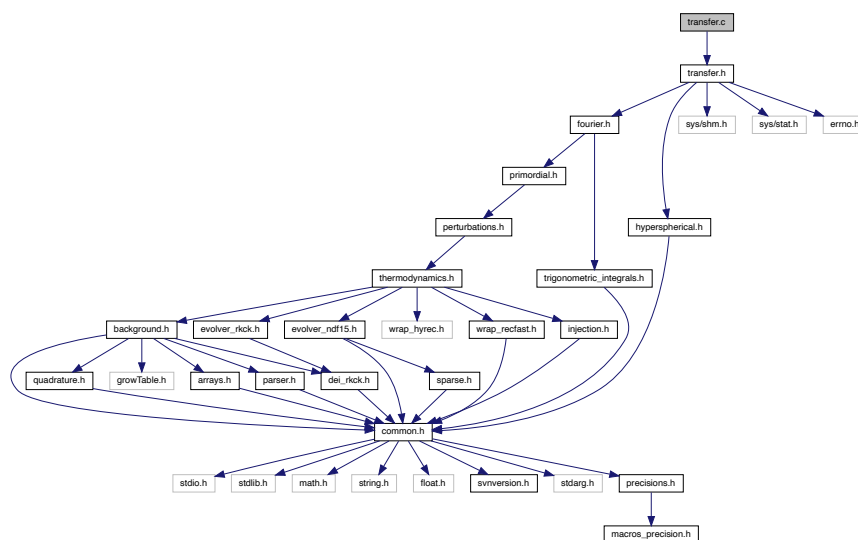 transfer.c
transfer.h
fourier.h
sys/shm.h
sys/stat.h
errno.h
primordial.h
perturbations.h
hyperspherical.h
thermodynamics.h
trigonometric_integrals.h
background.h
evolver_rkck.h
evolver_ndf15.h
wrap_hyrec.h
wrap_recfast.h
injection.h
quadrature.h
growTable.h
arrays.h
parser.h
dei_rkck.h
sparse.h
common.h
stdio.h
stdlib.h
math.h
string.h
float.h
svnversion.h
stdarg.h
precisions.h
macros_precision.h